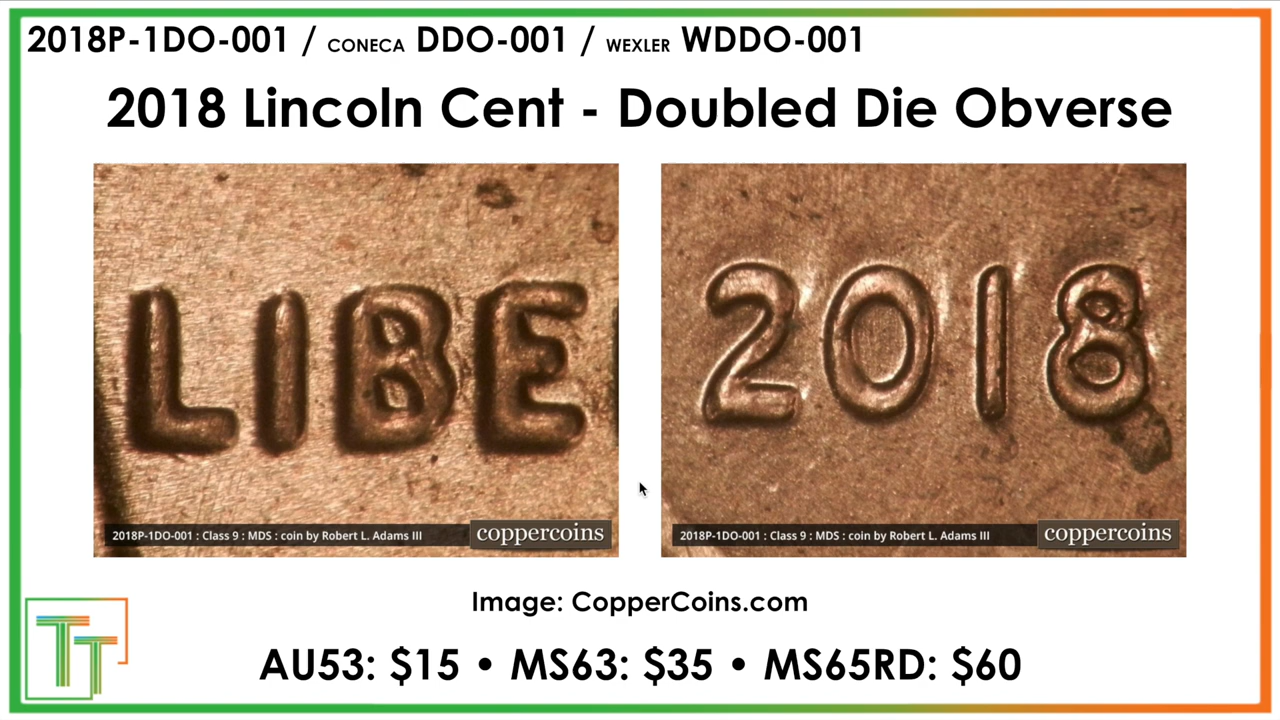 2018P-1DO-001 / CONECA DDO-001 / WEXLER WDDO-001
2018 Lincoln Cent - Doubled Die Obverse
LIBE
2018
2018P-1DO-001 : Class 9 : MDS : coin by Robert L. Adams III
coppercoins
2018P-1DO-001 : Class 9 : MDS : coin by Robert L. Adams III
coppercoins
Image: CopperCoins.com
TT
AU53: $15 • MS63: $35 • MS65RD: $60